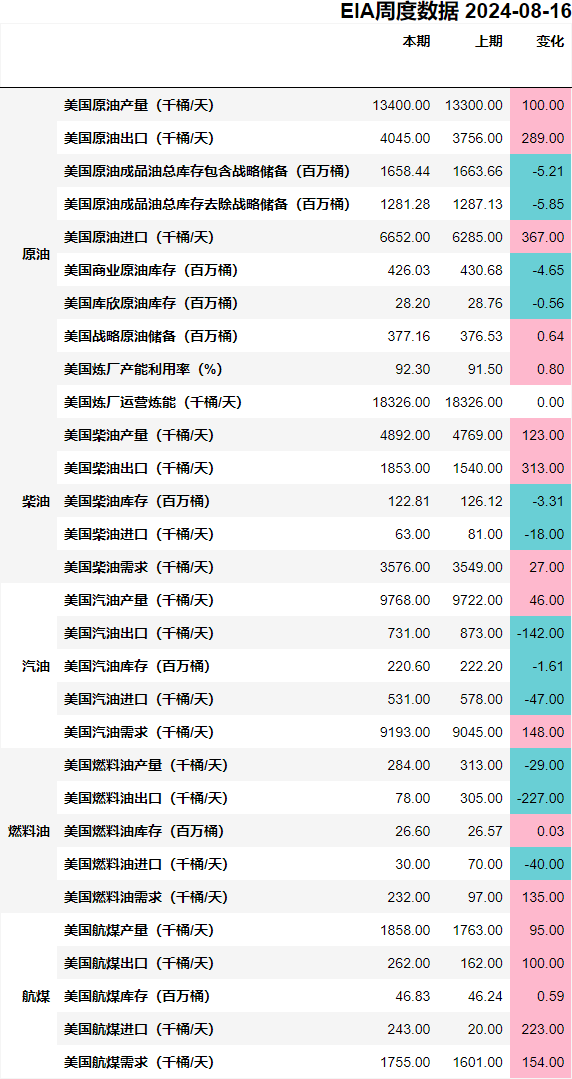 EIA周度数据 2024-08-16
本期 上期 变化
原油
美国原油产量（千桶/天） 13400.00 13300.00 100.00
美国原油出口（千桶/天） 4045.00 3756.00 289.00
美国原油成品油总库存包含战略储备（百万桶） 1658.44 1663.66 -5.21
美国原油成品油总库存去除战略储备（百万桶） 1281.28 1287.13 -5.85
美国原油进口（千桶/天） 6652.00 6285.00 367.00
美国商业原油库存（百万桶） 426.03 430.68 -4.65
美国库欣原油库存（百万桶） 28.20 28.76 -0.56
美国战略原油储备（百万桶） 377.16 376.53 0.64
美国炼厂产能利用率（%） 92.30 91.50 0.80
美国炼厂运营炼能（千桶/天） 18326.00 18326.00 0.00
柴油
美国柴油产量（千桶/天） 4892.00 4769.00 123.00
美国柴油出口（千桶/天） 1853.00 1540.00 313.00
美国柴油库存（百万桶） 122.81 126.12 -3.31
美国柴油进口（千桶/天） 63.00 81.00 -18.00
美国柴油需求（千桶/天） 3576.00 3549.00 27.00
汽油
美国汽油产量（千桶/天） 9768.00 9722.00 46.00
美国汽油出口（千桶/天） 731.00 873.00 -142.00
美国汽油库存（百万桶） 220.60 222.20 -1.61
美国汽油进口（千桶/天） 531.00 578.00 -47.00
美国汽油需求（千桶/天） 9193.00 9045.00 148.00
燃料油
美国燃料油产量（千桶/天） 284.00 313.00 -29.00
美国燃料油出口（千桶/天） 78.00 305.00 -227.00
美国燃料油库存（百万桶） 26.60 26.57 0.03
美国燃料油进口（千桶/天） 30.00 70.00 -40.00
美国燃料油需求（千桶/天） 232.00 97.00 135.00
航煤
美国航煤产量（千桶/天） 1858.00 1763.00 95.00
美国航煤出口（千桶/天） 262.00 162.00 100.00
美国航煤库存（百万桶） 46.83 46.24 0.59
美国航煤进口（千桶/天） 243.00 20.00 223.00
美国航煤需求（千桶/天） 1755.00 1601.00 154.00